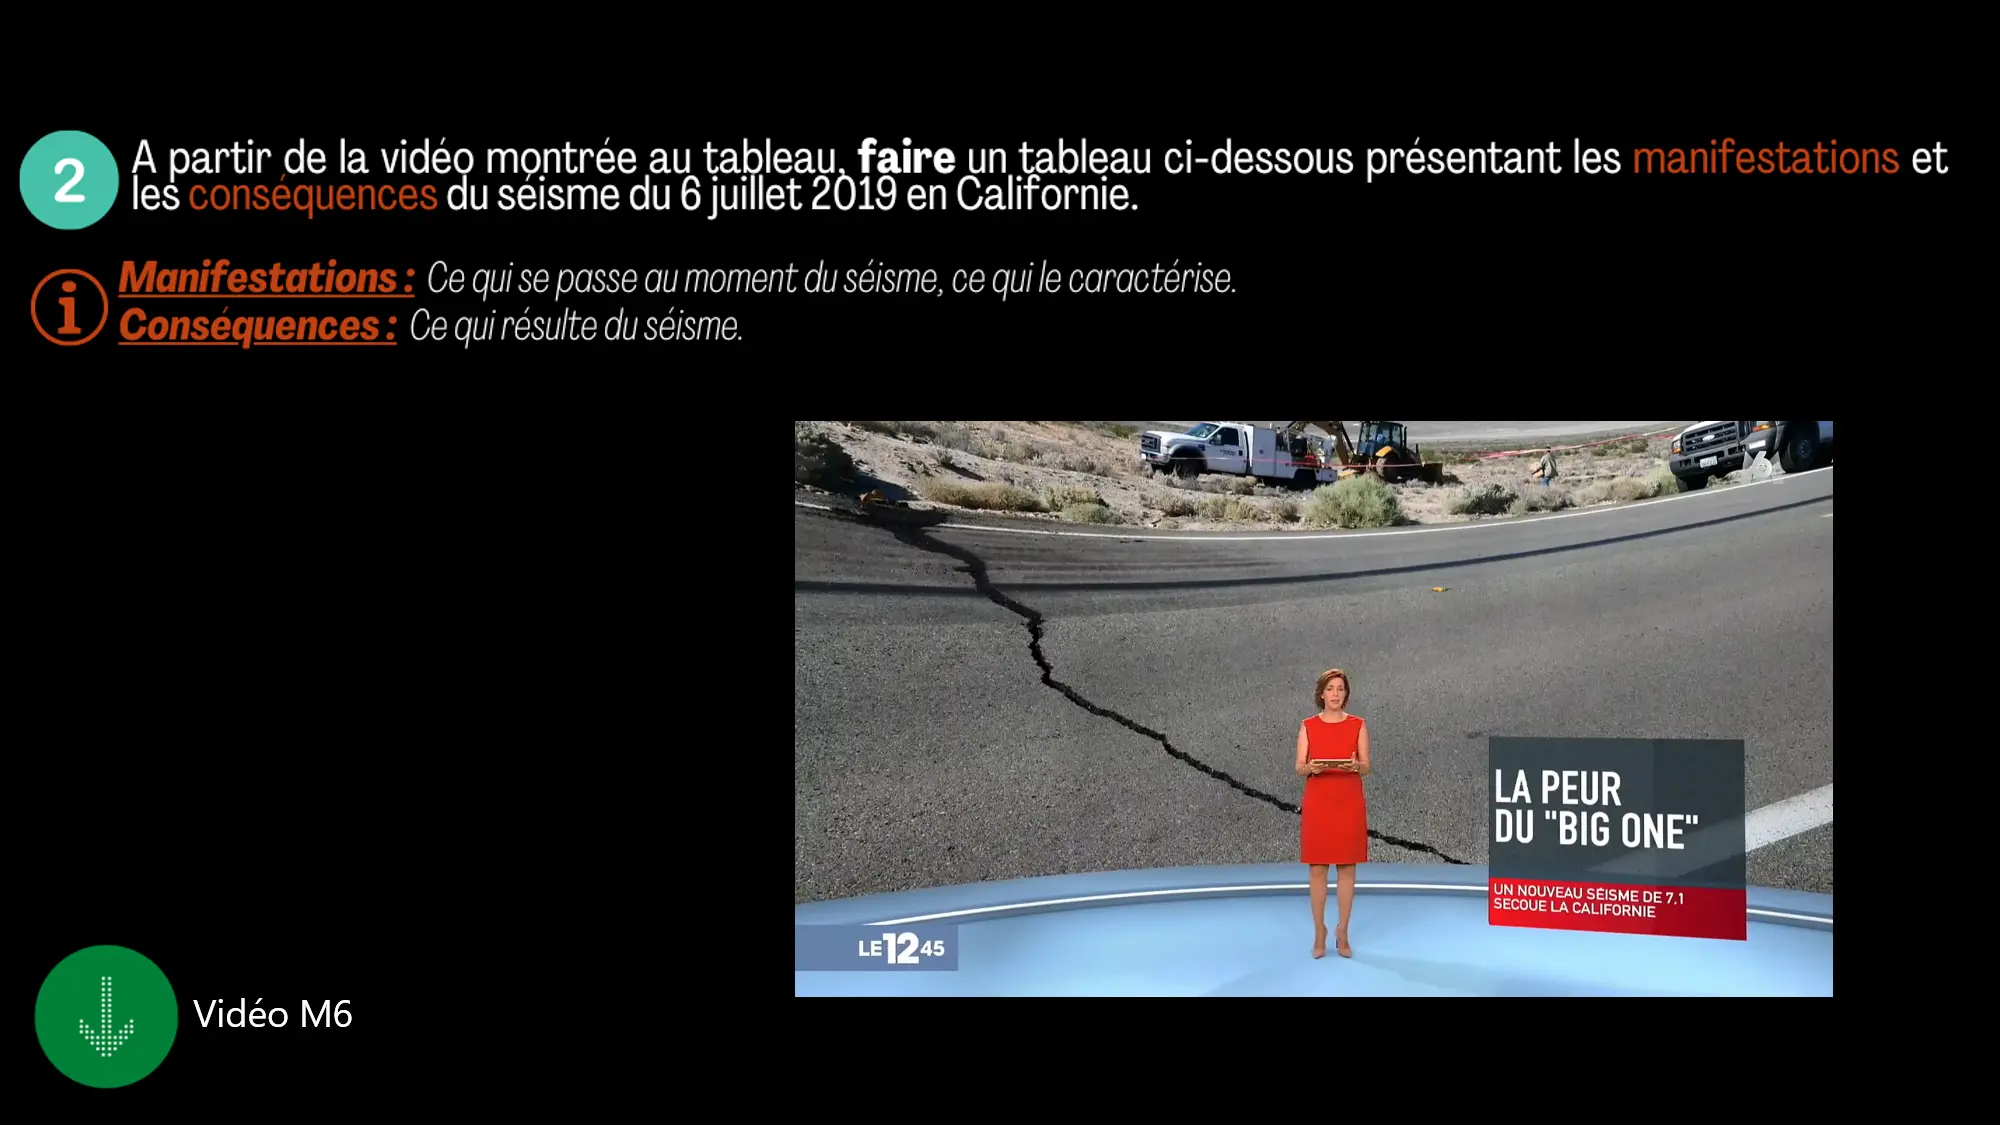 2
A partir de la vidéo montrée au tableau, faire un tableau ci-dessous présentant les manifestations et
les conséquences du séisme du 6 juillet 2019 en Californie.
i
Manifestations : Ce qui se passe au moment du séisme, ce qui le caractérise.
Conséquences : Ce qui résulte du séisme.
6
LA PEUR
DU "BIG ONE"
UN NOUVEAU SÉISME DE 7.1
SECOUE LA CALIFORNIE
LE 12 45
Vidéo M6